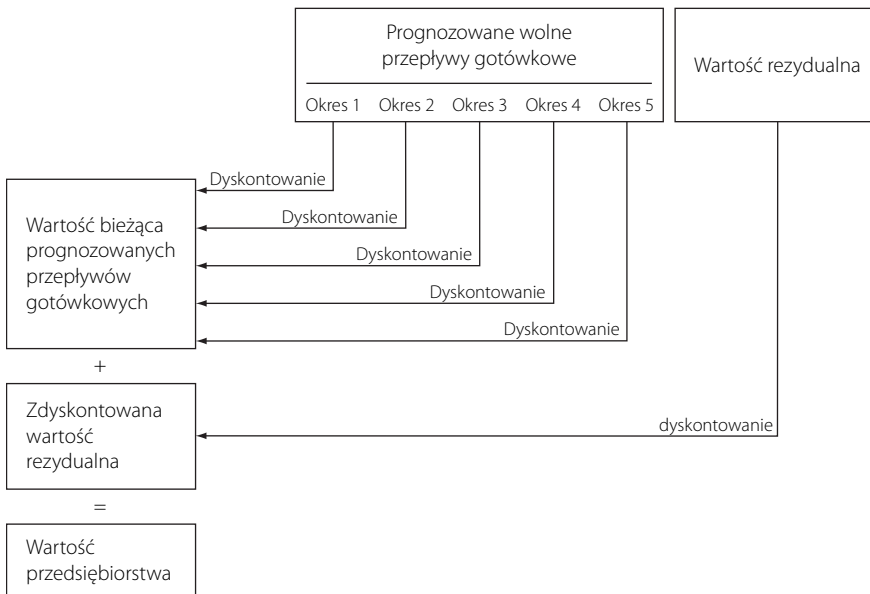 Prognozowane wolne
przepływy gotówkowe
Wartość rezydualna
Okres 1 Okres 2 Okres 3 Okres 4 Okres 5
Dyskontowanie
Dyskontowanie
Dyskontowanie
Dyskontowanie
Dyskontowanie
Wartość bieżąca
prognozowanych
przepływów
gotówkowych
+
Zdyskontowana
wartość
rezydualna
dyskontowanie
=
Wartość
przedsiębiorstwa